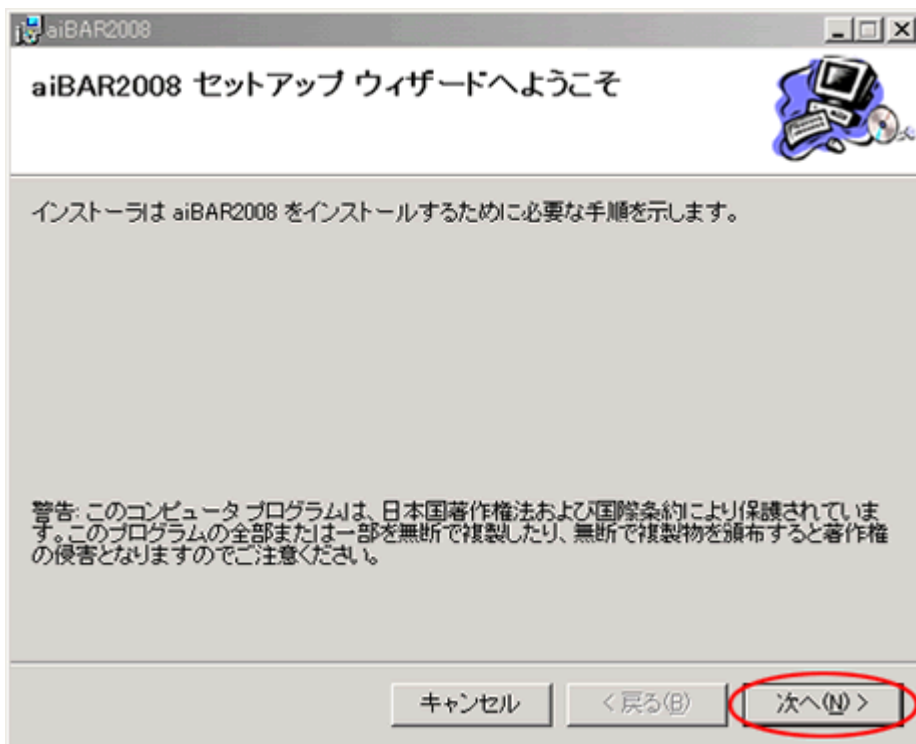 aiBAR2008
aiBAR2008 セットアップ ウィザードへようこそ
インストーラは aiBAR2008 をインストールするために必要な手順を示します。
警告: このコンピュータ プログラムは、日本国著作権法および国際条約により保護されていま
す。このプログラムの全部または一部を無断で複製したり、無断で複製物を頒布すると著作権
の侵害となりますのでご注意ください。
キャンセル
< 戻る(B)
次へ(N) >